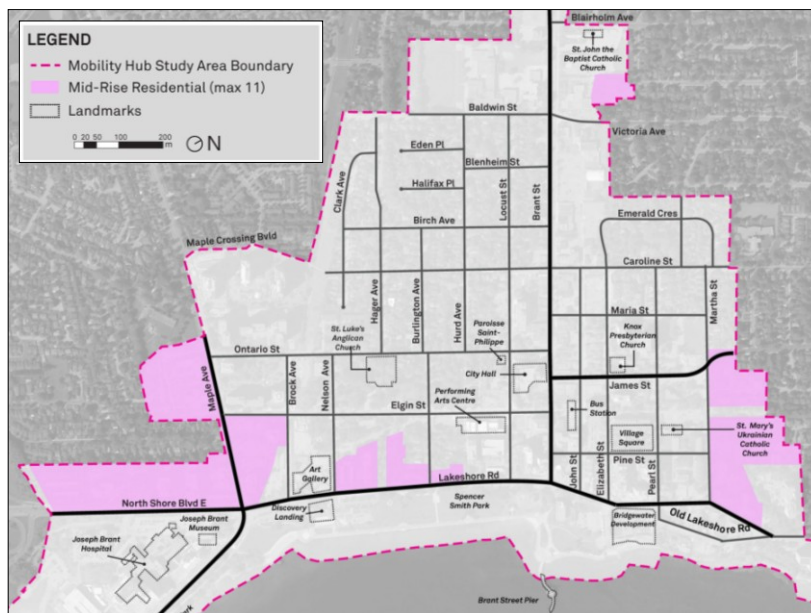 LEGEND
Mobility Hub Study Area Boundary
Mid-Rise Residential (max 11)
Landmarks
0 20 50 100 200
m
N
Blairholm Ave
St. John the
Baptist Catholic
Church
Baldwin St
Victoria Ave
Eden Pl
Blenheim St
Clark Ave
Halifax Pl
Locust St
Brant St
Birch Ave
Emerald Cres
Maple Crossing Bvld
Caroline St
Hager Ave
Burlington Ave
Hurd Ave
Martha St
Maria St
St. Luke's
Anglican
Church
Paroisse
Saint-
Philippe
Knox
Presbyterian
Church
Ontario St
City Hall
Maple Ave
Brock Ave
Nelson Ave
Performing
Arts Centre
James St
Elgin St
Bus
Station
Village
Square
St. Mary's
Ukrainian
Catholic
Church
John St
Elizabeth St
Pine St
Pearl St
Art
Gallery
Lakeshore Rd
North Shore Blvd E
Spencer
Smith Park
Discovery
Landing
Joseph Brant
Museum
Bridgewater
Development
Old Lakeshore Rd
Joseph Brant
Hospital
Brant Street Pier